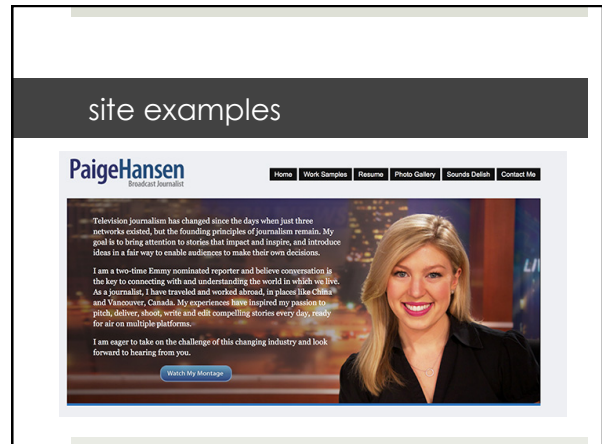 site examples
PaigeHansen
Broadcast Journalist
Home Work Samples Resume Photo Gallery Sounds Delish Contact Me
Television journalism has changed since the days when just three
networks existed, but the founding principles of journalism remain. My
goal is to bring attention to stories that impact and inspire, and introduce
ideas in a fair way to enable audiences to make their own decisions.
I am a two-time Emmy nominated reporter and believe conversation is
the key to connecting with and understanding the world in which we live.
As a journalist, I have traveled and worked abroad, in places like China
and Vancouver, Canada. My experiences have inspired my passion to
pitch, deliver, shoot, write and edit compelling stories every day, ready
for air on multiple platforms.
I am eager to take on the challenge of this changing industry and look
forward to hearing from you.
Watch My Montage